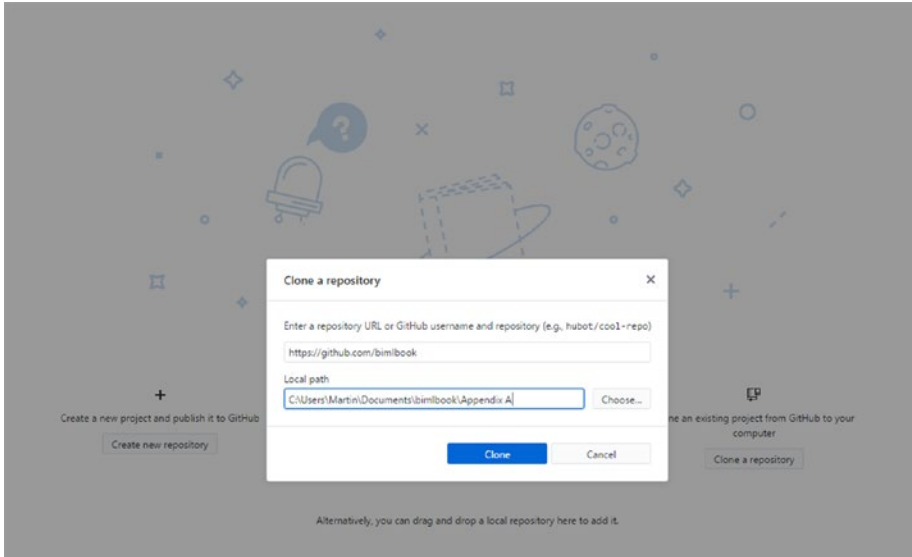 ?
Clone a repository
×
Enter a repository URL or GitHub username and repository (e.g., hubot/cool-repo)
https://github.com/bimlbook
Local path
C:\Users\Martin\Documents\bimlbook\Appendix A
Choose...
Clone
Cancel
+
Create a new project and publish it to GitHub
Create new repository
ne an existing project from GitHub to your
computer
Clone a repository
Alternatively, you can drag and drop a local repository here to add it.